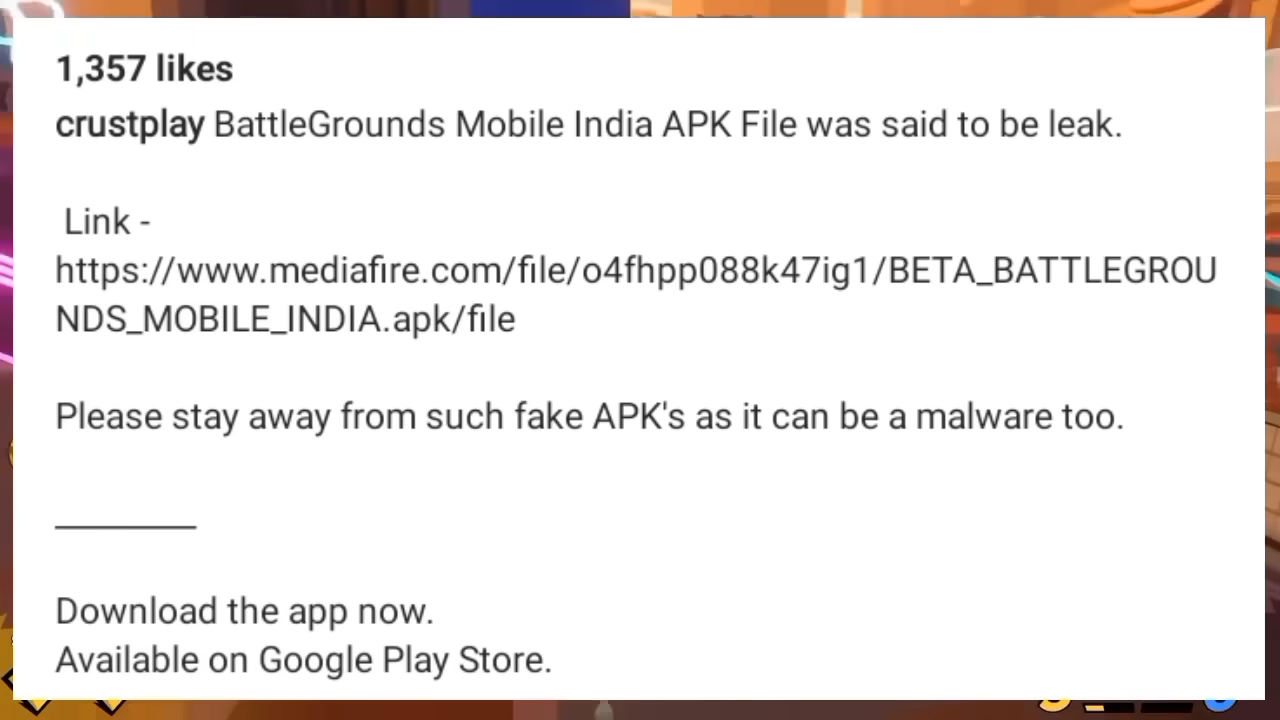 1,357 likes
crustplay BattleGrounds Mobile India APK File was said to be leak.
Link -
https://www.mediafire.com/file/o4fhpp088k47ig1/BETA_BATTLEGROU
NDS_MOBILE_INDIA.apk/file
Please stay away from such fake APK's as it can be a malware too.
________
Download the app now.
Available on Google Play Store.